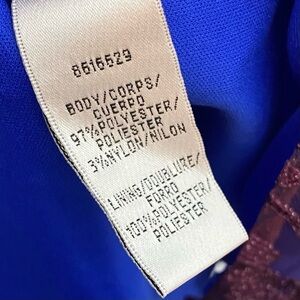 8616529
BODY/CORPS/
CUERPO
97%POLYESTER/
POLIESTER
3%NYLON/NILON
LINING/DOUBLURE/
FORRO
100%POLYESTER/
POLIESTER